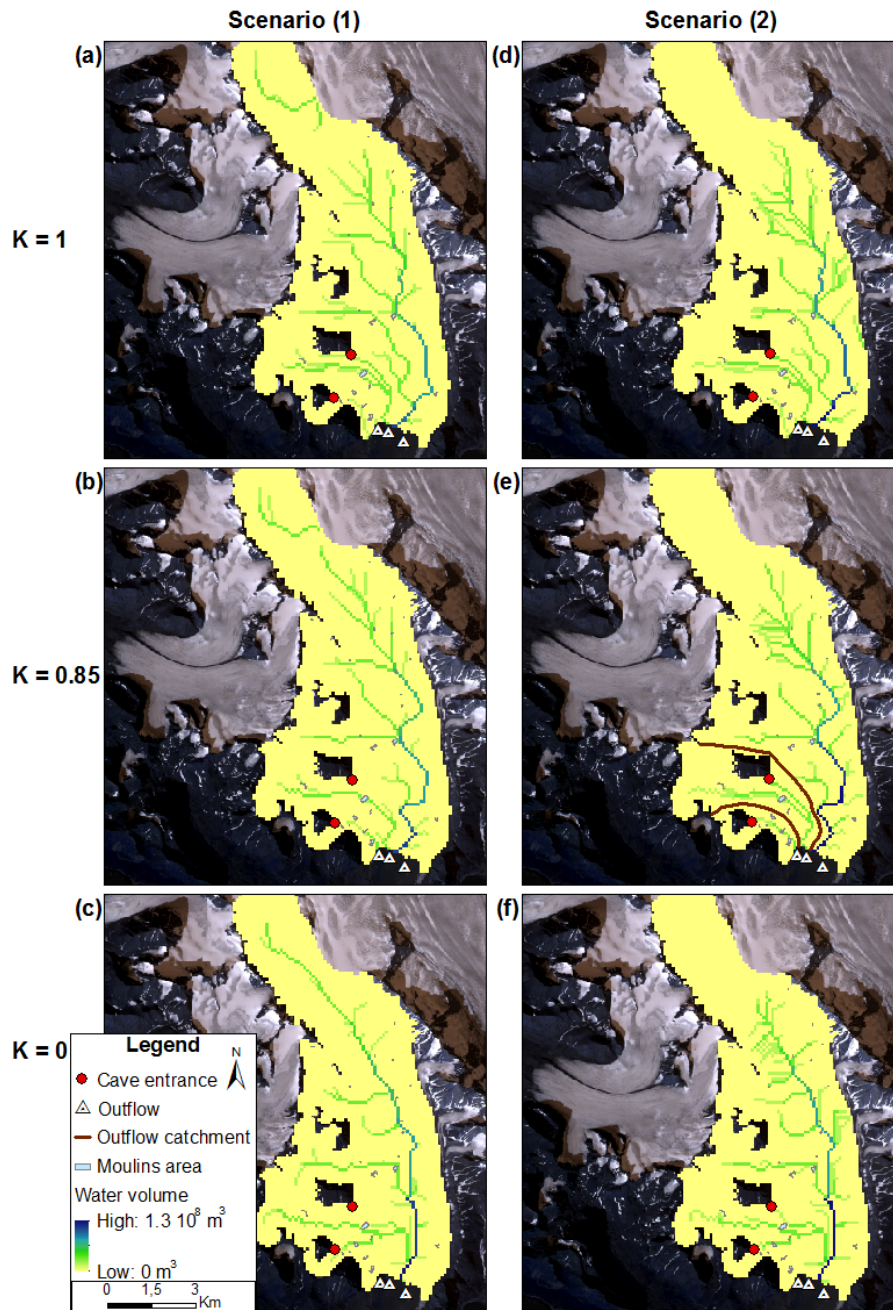 Scenario (1)
Scenario (2)
(a)
(d)
K = 1
(b)
(e)
K = 0.85
(c)
(f)
K = 0
Legend
N
Cave entrance
Outflow
Outflow catchment
Moulins area
Water volume
High: 1.3 10⁸ m³
Low: 0 m³
0 1,5 3
Km